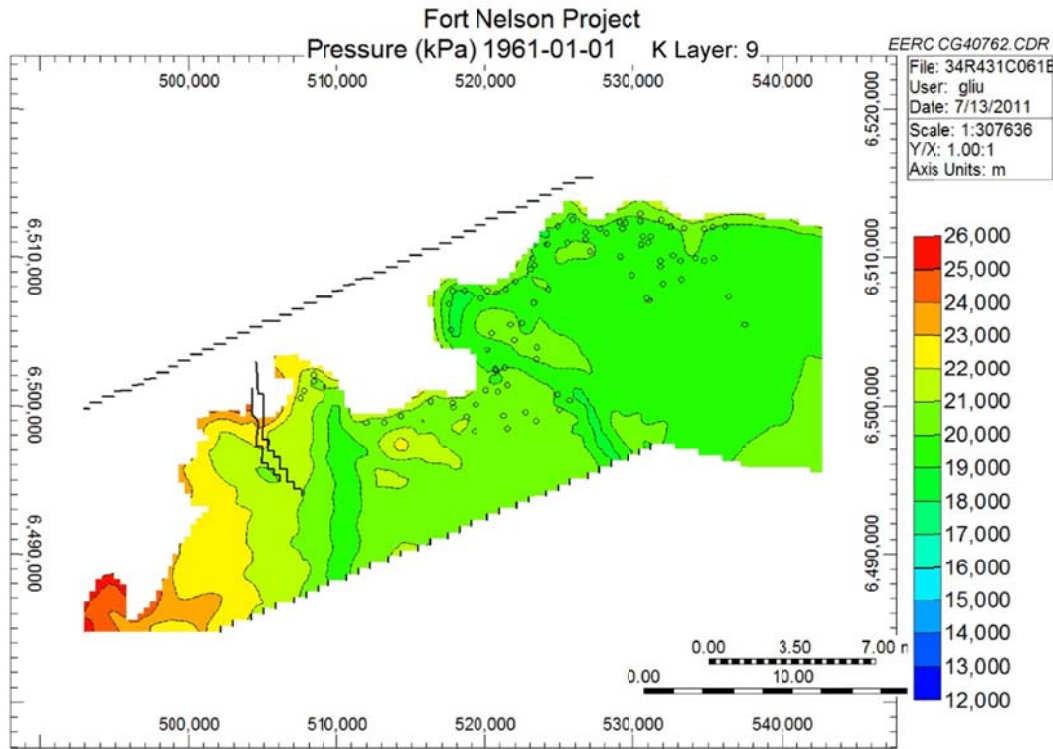 Fort Nelson Project
Pressure (kPa) 1961-01-01 K Layer: 9
EERC CG40762.CDR
File: 34R431C061E
User: gliu
Date: 7/13/2011
Scale: 1:307636
Y/X: 1.00:1
Axis Units: m
500,000 510,000 520,000 530,000 540,000
6,520,000
6,510,000
6,500,000
6,490,000
6,520,000
6,510,000
6,500,000
6,490,000
26,000
25,000
24,000
23,000
22,000
21,000
20,000
19,000
18,000
17,000
16,000
15,000
14,000
13,000
12,000
0.00 3.50 7.00
0.00 10.00
500,000 510,000 520,000 530,000 540,000